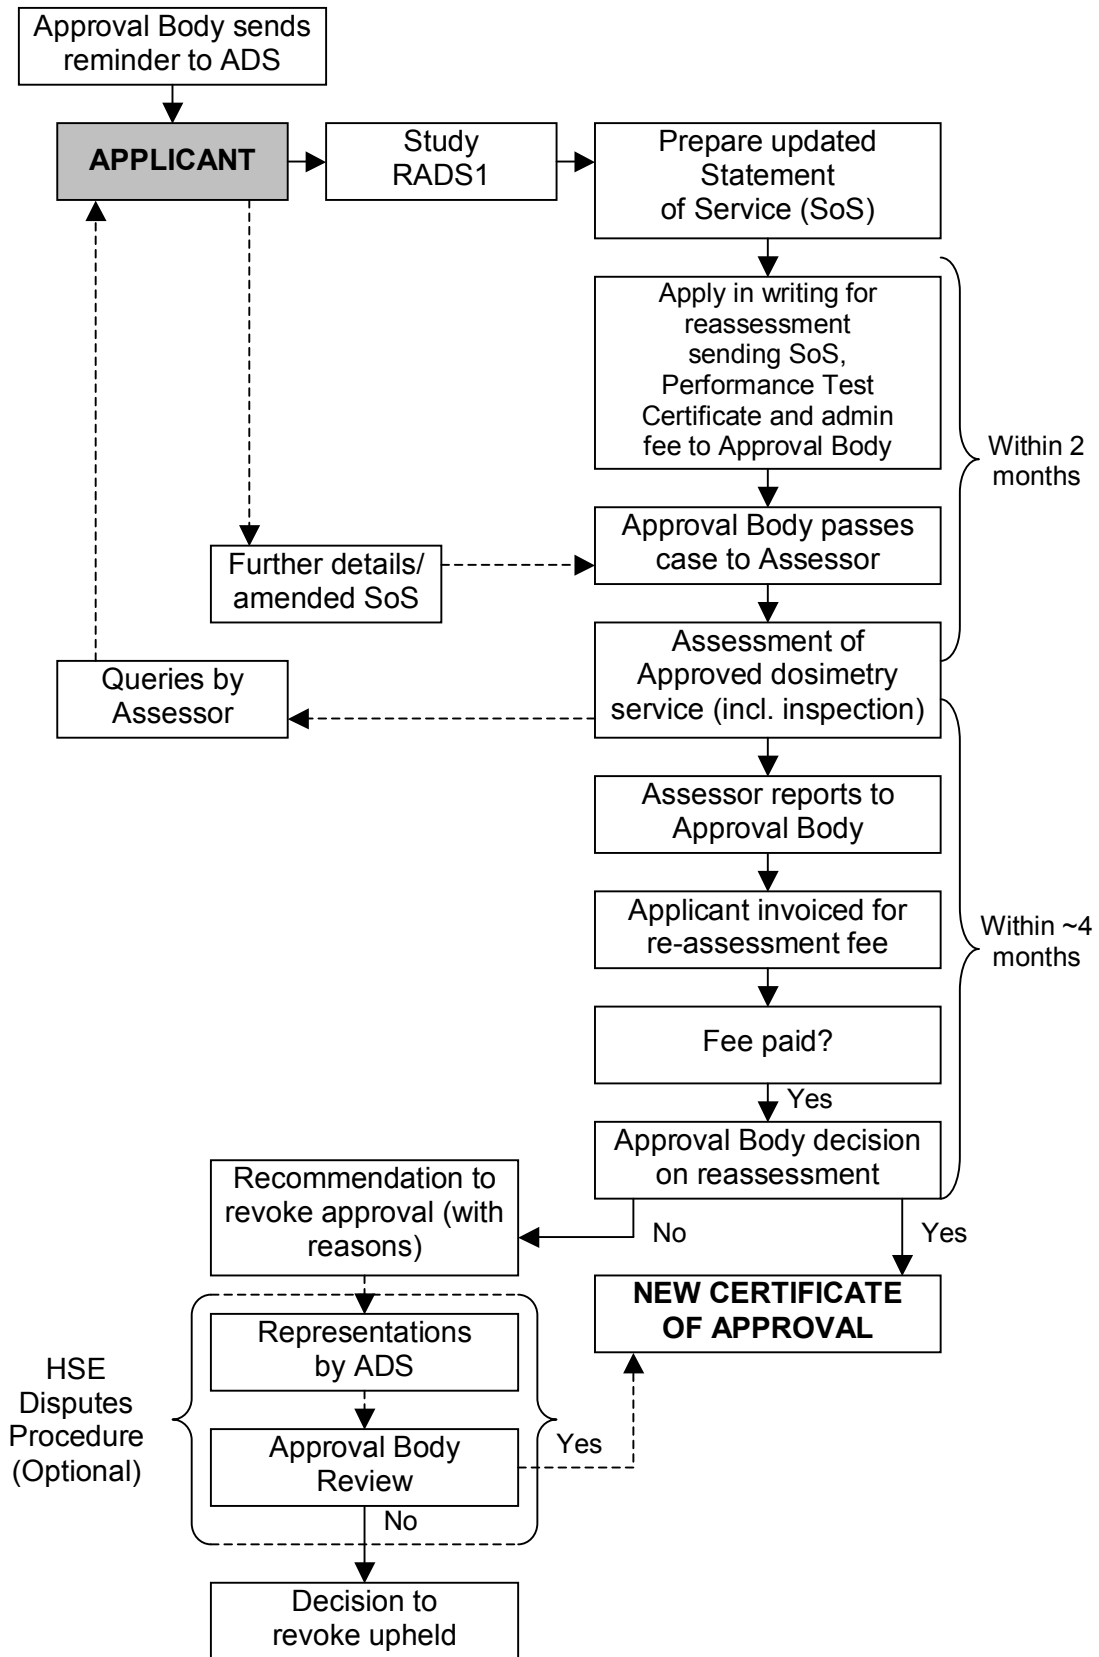 Approval Body sends
reminder to ADS
APPLICANT
Study
RADS1
Prepare updated
Statement
of Service (SoS)
Apply in writing for
reassessment
sending SoS,
Performance Test
Certificate and admin
fee to Approval Body
Within 2
months
Approval Body passes
case to Assessor
Further details/
amended SoS
Assessment of
Approved dosimetry
service (incl. inspection)
Queries by
Assessor
Assessor reports to
Approval Body
Applicant invoiced for
re-assessment fee
Within ~4
months
Fee paid?
Yes
Approval Body decision
on reassessment
Recommendation to
revoke approval (with
reasons)
No
Yes
NEW CERTIFICATE
OF APPROVAL
Representations
by ADS
HSE
Disputes
Procedure
(Optional)
Approval Body
Review
Yes
No
Decision to
revoke upheld